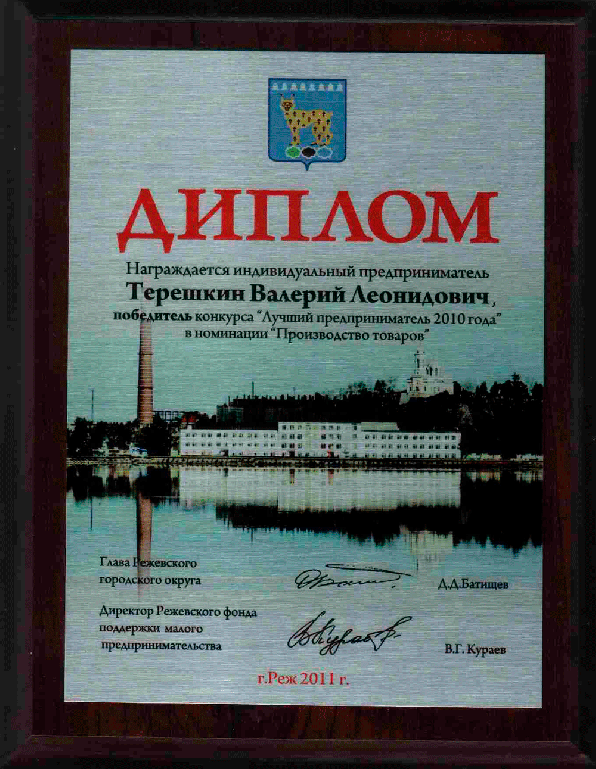 ДИПЛОМ
Награждается индивидуальный предприниматель
Терешкин Валерий Леонидович,
победитель конкурса "Лучший предприниматель 2010 года"
в номинации "Производство товаров"
Глава Режевского
городского округа
Д.Д.Батищев
Директор Режевского фонда
поддержки малого
предпринимательства
В.Г. Кураев
г.Реж 2011 г.